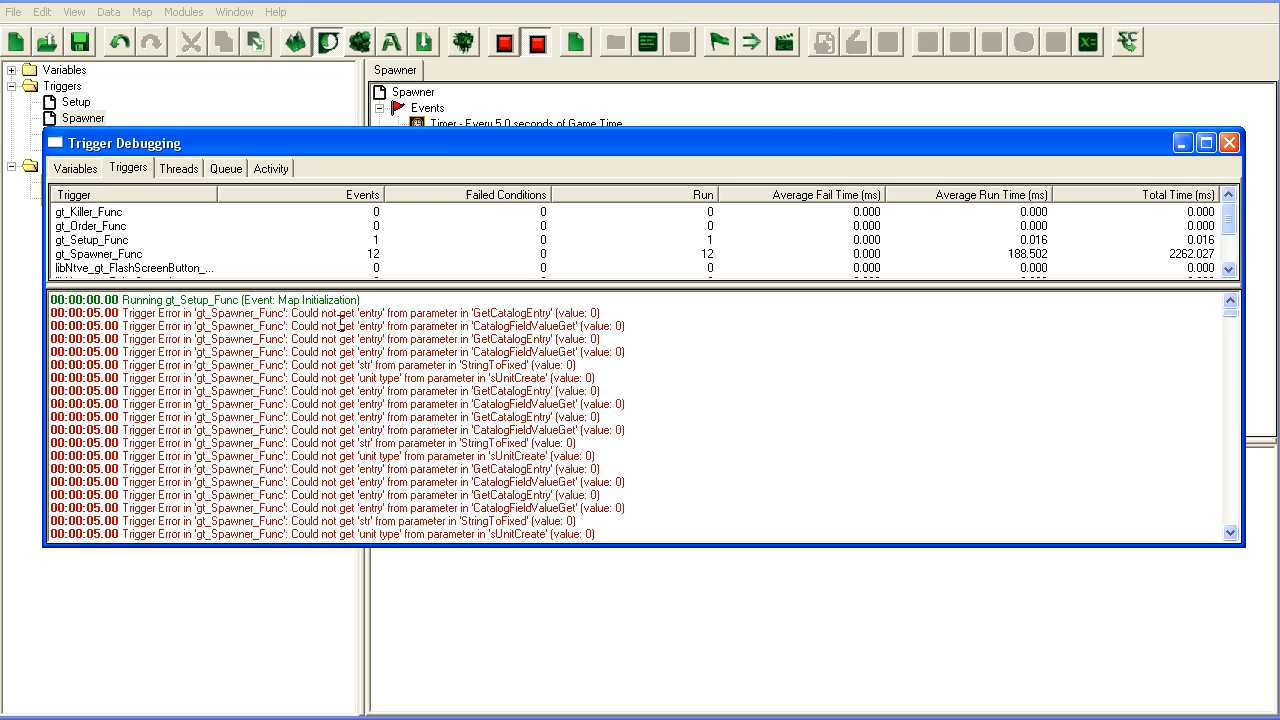 File Edit View Data Map Modules Window Help
Variables
Triggers
Setup
Spawner
Spawner
Spawner
Events
Timer - Every 5.0 seconds of Game Time
Trigger Debugging
Variables Triggers Threads Queue Activity
Trigger Events Failed Conditions Run Average Fail Time (ms) Average Run Time (ms) Total Time (ms)
gt_Killer_Func 0 0 0 0.000 0.000 0.000
gt_Order_Func 0 0 0 0.000 0.000 0.000
gt_Setup_Func 1 0 1 0.000 0.016 0.016
gt_Spawner_Func 12 0 12 0.000 188.502 2262.027
libNtve_gt_FlashScreenButton_... 0 0 0 0.000 0.000 0.000
00:00:00.00 Running gt_Setup_Func (Event: Map Initialization)
00:00:05.00 Trigger Error in 'gt_Spawner_Func': Could not get 'entry' from parameter in 'GetCatalogEntry' (value: 0)
00:00:05.00 Trigger Error in 'gt_Spawner_Func': Could not get 'entry' from parameter in 'CatalogFieldValueGet' (value: 0)
00:00:05.00 Trigger Error in 'gt_Spawner_Func': Could not get 'entry' from parameter in 'GetCatalogEntry' (value: 0)
00:00:05.00 Trigger Error in 'gt_Spawner_Func': Could not get 'entry' from parameter in 'CatalogFieldValueGet' (value: 0)
00:00:05.00 Trigger Error in 'gt_Spawner_Func': Could not get 'str' from parameter in 'StringToFixed' (value: 0)
00:00:05.00 Trigger Error in 'gt_Spawner_Func': Could not get 'unit type' from parameter in 'sUnitCreate' (value: 0)
00:00:05.00 Trigger Error in 'gt_Spawner_Func': Could not get 'entry' from parameter in 'GetCatalogEntry' (value: 0)
00:00:05.00 Trigger Error in 'gt_Spawner_Func': Could not get 'entry' from parameter in 'CatalogFieldValueGet' (value: 0)
00:00:05.00 Trigger Error in 'gt_Spawner_Func': Could not get 'entry' from parameter in 'GetCatalogEntry' (value: 0)
00:00:05.00 Trigger Error in 'gt_Spawner_Func': Could not get 'entry' from parameter in 'CatalogFieldValueGet' (value: 0)
00:00:05.00 Trigger Error in 'gt_Spawner_Func': Could not get 'str' from parameter in 'StringToFixed' (value: 0)
00:00:05.00 Trigger Error in 'gt_Spawner_Func': Could not get 'unit type' from parameter in 'sUnitCreate' (value: 0)
00:00:05.00 Trigger Error in 'gt_Spawner_Func': Could not get 'entry' from parameter in 'GetCatalogEntry' (value: 0)
00:00:05.00 Trigger Error in 'gt_Spawner_Func': Could not get 'entry' from parameter in 'CatalogFieldValueGet' (value: 0)
00:00:05.00 Trigger Error in 'gt_Spawner_Func': Could not get 'entry' from parameter in 'GetCatalogEntry' (value: 0)
00:00:05.00 Trigger Error in 'gt_Spawner_Func': Could not get 'entry' from parameter in 'CatalogFieldValueGet' (value: 0)
00:00:05.00 Trigger Error in 'gt_Spawner_Func': Could not get 'str' from parameter in 'StringToFixed' (value: 0)
00:00:05.00 Trigger Error in 'gt_Spawner_Func': Could not get 'unit type' from parameter in 'sUnitCreate' (value: 0)